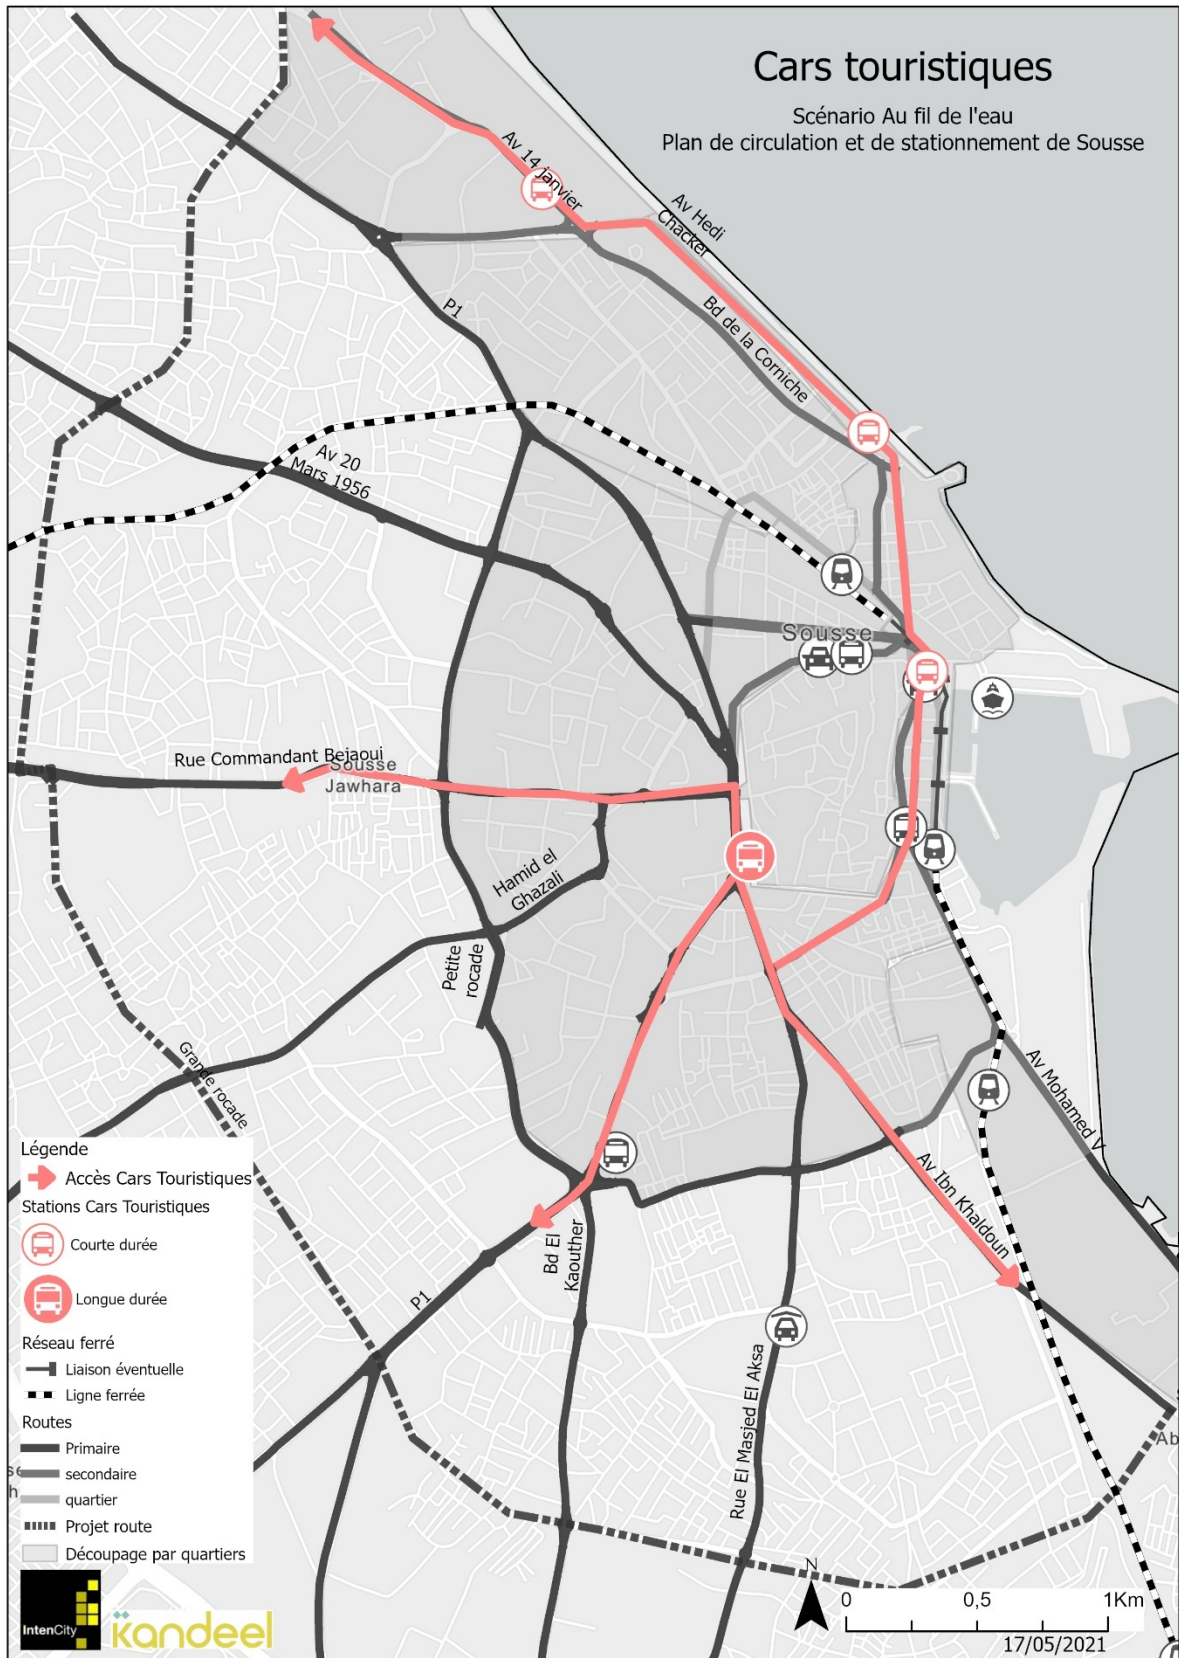 Cars touristiques
Scénario Au fil de l'eau
Plan de circulation et de stationnement de Sousse
Av 14 janvier
Av Hedi
Chacker
Bd de la Corniche
P1
Av 20
Mars 1956
Sousse
Rue Commandant Bejaoui
Sousse
Jawhara
Hamid el
Ghazali
Petite
rocade
Grande rocade
Av Mohamed V
Av Ibn Khaldoun
Bd El
Kaouther
P1
Rue El Masjed El Aksa
Ab
Légende
Accès Cars Touristiques
Stations Cars Touristiques
Courte durée
Longue durée
Réseau ferré
Liaison éventuelle
Ligne ferrée
Routes
Primaire
secondaire
quartier
Projet route
Découpage par quartiers
IntenCity
kandeel
N
0 0,5 1Km
17/05/2021